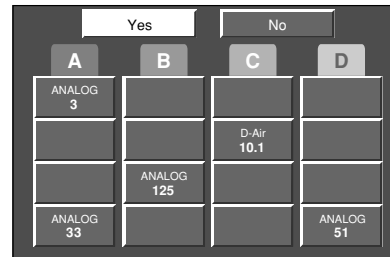 Yes No
A B C D
ANALOG
3
D-Air
10.1
ANALOG
125
ANALOG ANALOG
33 51